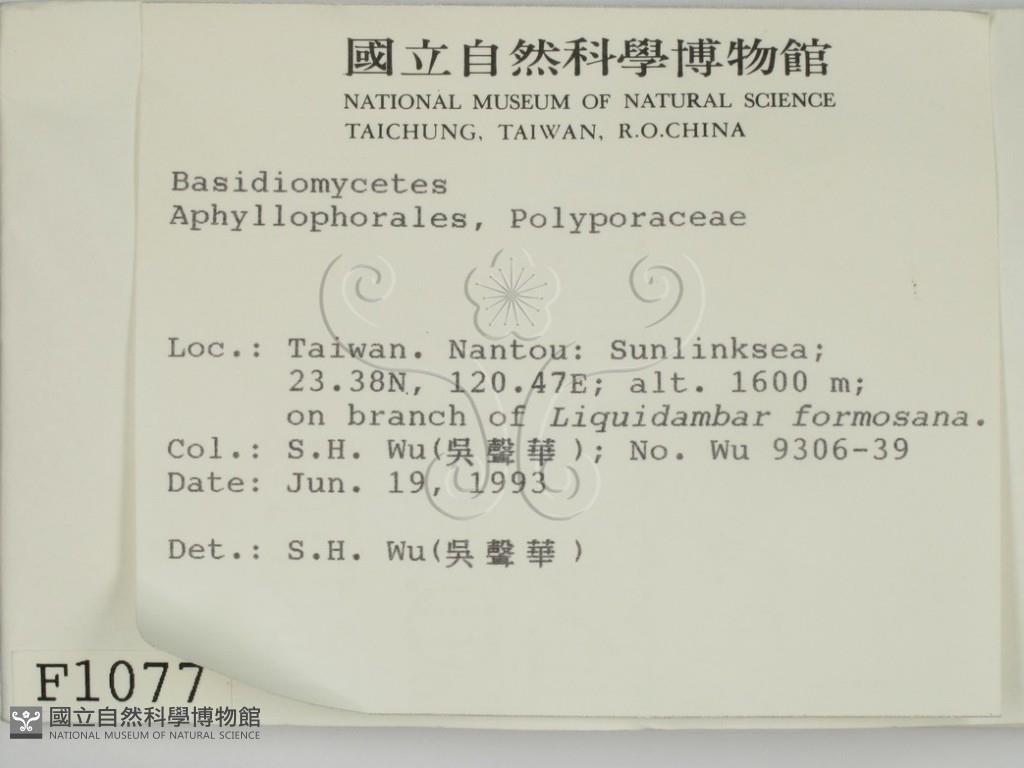 國立自然科學博物館
NATIONAL MUSEUM OF NATURAL SCIENCE
TAICHUNG, TAIWAN, R.O.CHINA
Basidiomycetes
Aphyllophorales, Polyporaceae
Loc.: Taiwan. Nantou: Sunlinksea;
23.38N, 120.47E; alt. 1600 m;
on branch of Liquidambar formosana.
Col.: S.H. Wu(吳聲華); No. Wu 9306-39
Date: Jun. 19, 1993
Det.: S.H. Wu(吳聲華)
F1077
國立自然科學博物館
NATIONAL MUSEUM OF NATURAL SCIENCE